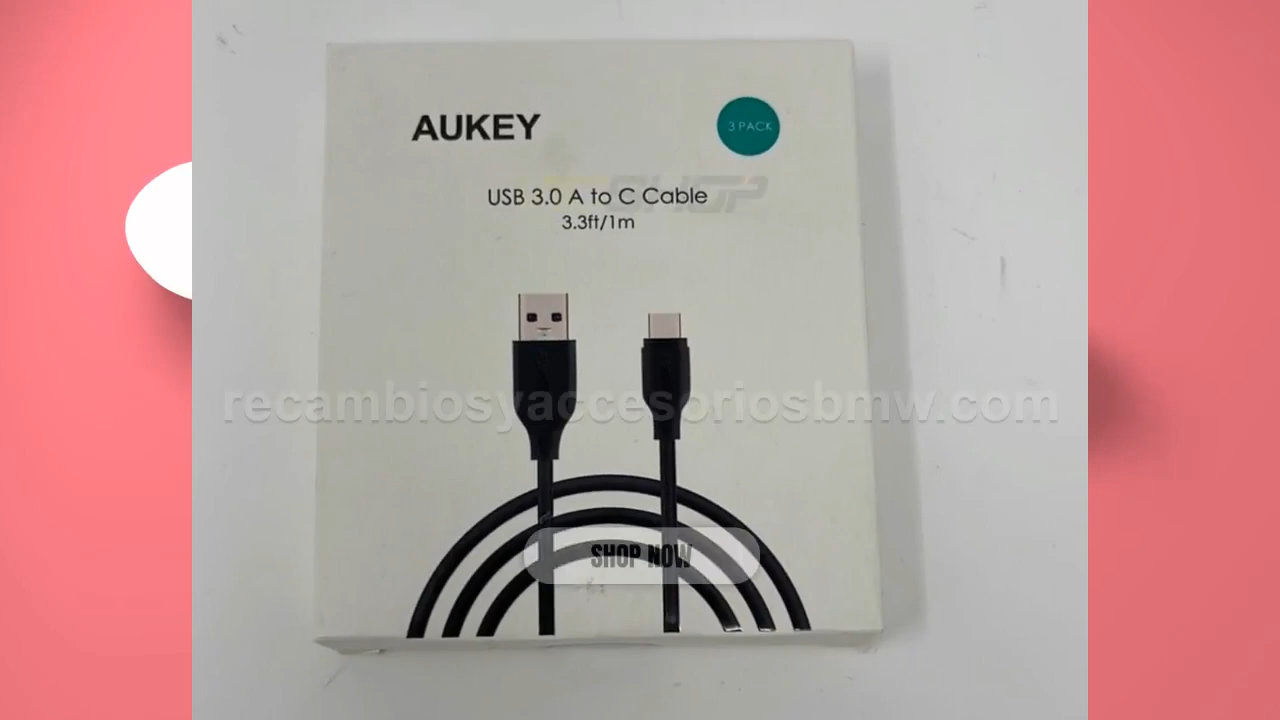 AUKEY
3 PACK
USB 3.0 A to C Cable
3.3ft/1m
recambiosyaccesoriosbmw.com
SHOP NOW